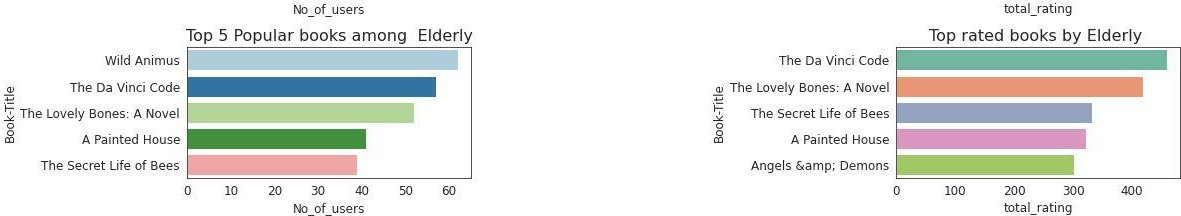 No_of_users
total_rating
Top 5 Popular books among  Elderly
Book-Title
Wild Animus
The Da Vinci Code
The Lovely Bones: A Novel
A Painted House
The Secret Life of Bees
0 10 20 30 40 50 60
No_of_users
Top rated books by Elderly
Book-Title
The Da Vinci Code
The Lovely Bones: A Novel
The Secret Life of Bees
A Painted House
Angels &amp; Demons
0 100 200 300 400
total_rating